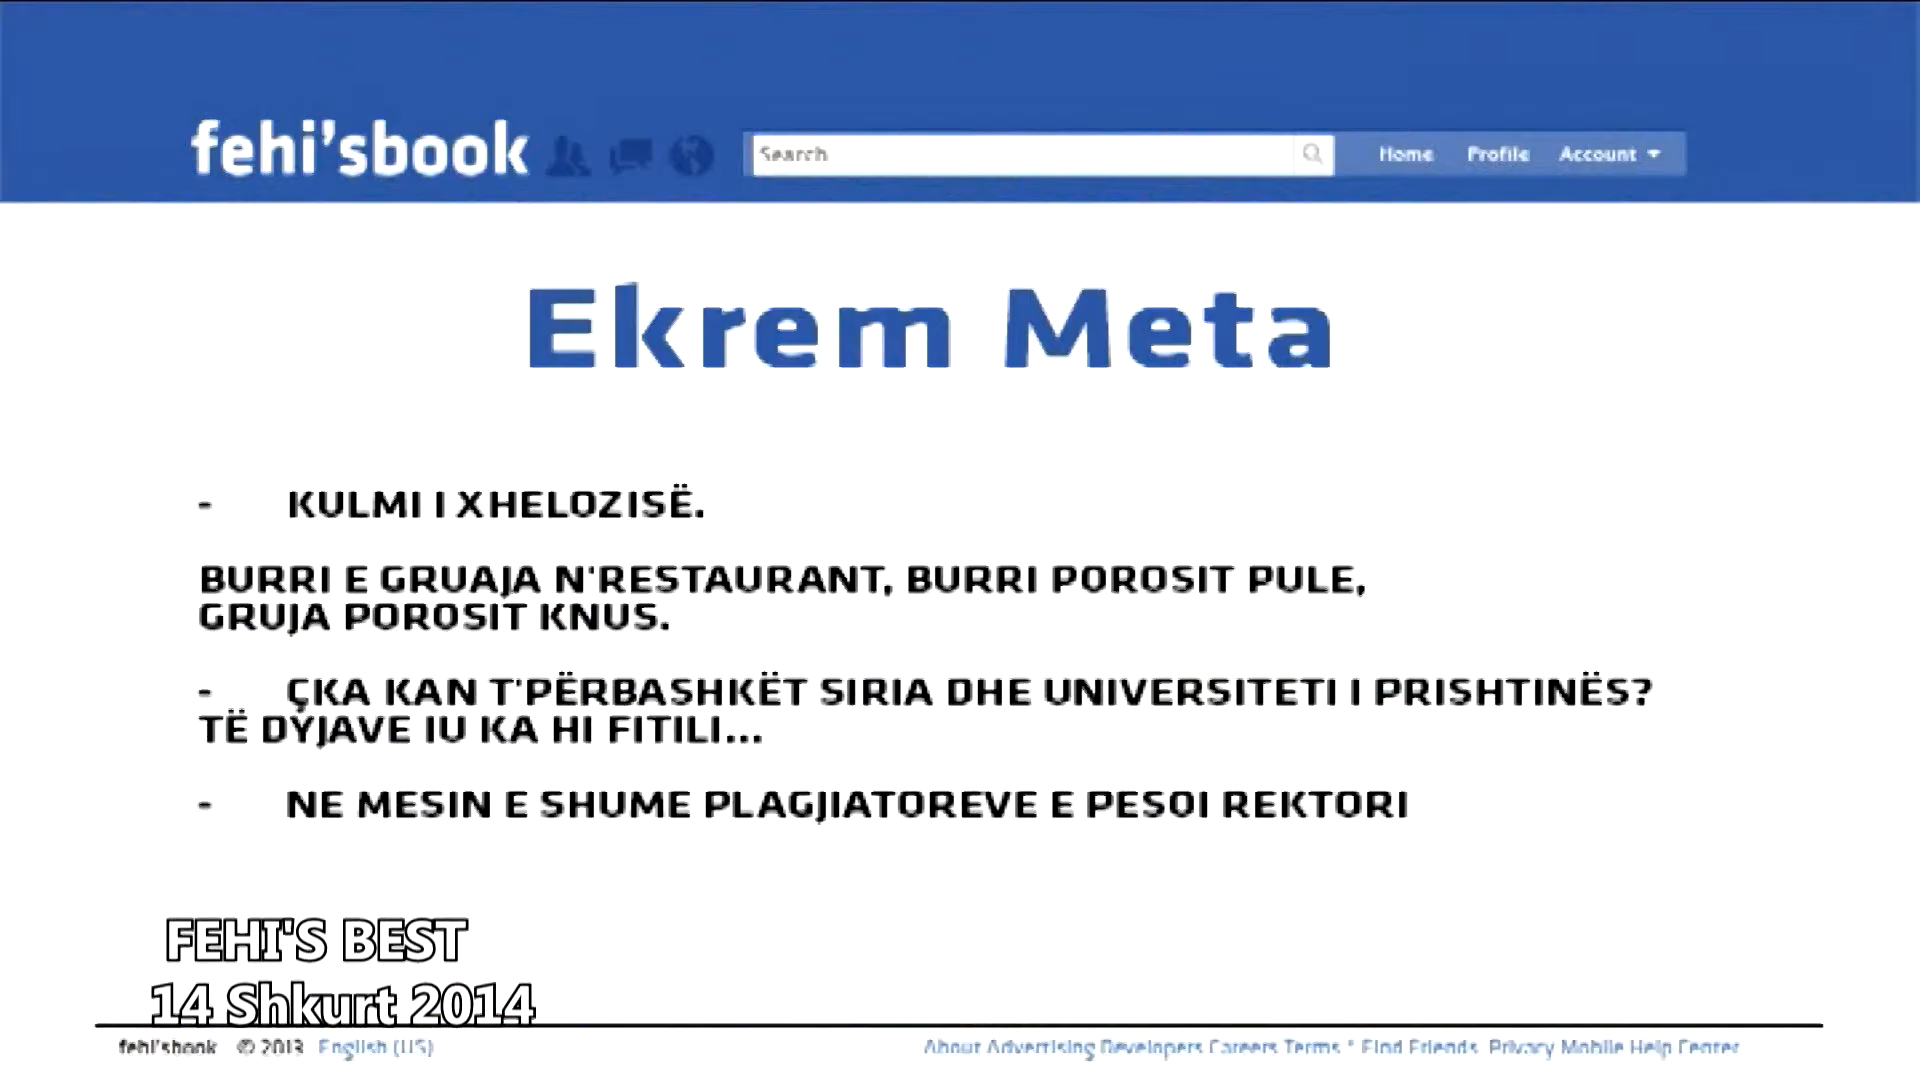 fehi'sbook
Search
Home Profile Account
Ekrem Meta
- KULMI I XHELOZISË.
BURRI E GRUAJA N'RESTAURANT, BURRI POROSIT PULE,
GRUJA POROSIT KNUS.
- ÇKA KAN T'PËRBASHKËT SIRIA DHE UNIVERSITETI I PRISHTINËS?
TË DYJAVE IU KA HI FITILI...
- NE MESIN E SHUME PLAGJIATOREVE E PESOI REKTORI
FEHI'S BEST
14 Shkurt 2014
fehi'sbook © 2013 English (US) About Advertising Developers Careers Terms * Find Friends Privacy Mobile Help Center